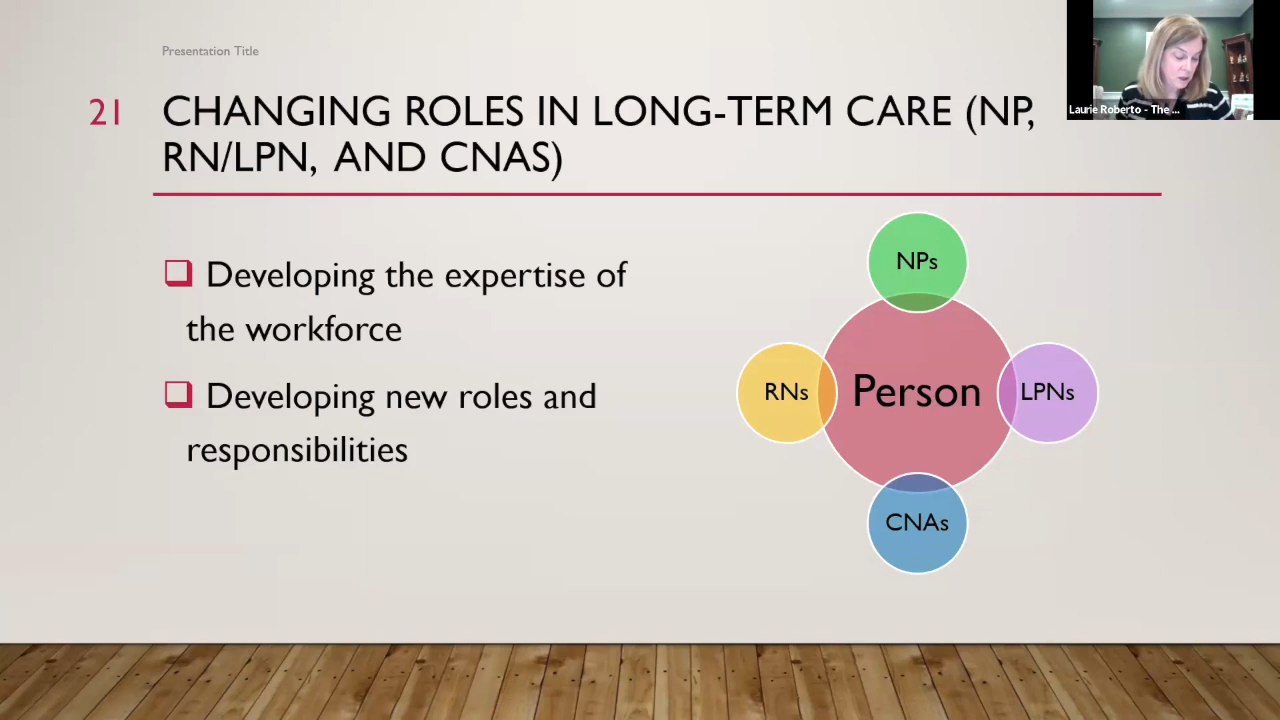 Presentation Title
21
CHANGING ROLES IN LONG-TERM CARE (NP,
RN/LPN, AND CNAS)
Laurie Roberto - The ...
Developing the expertise of
the workforce
Developing new roles and
responsibilities
NPs
RNs
Person
LPNs
CNAs